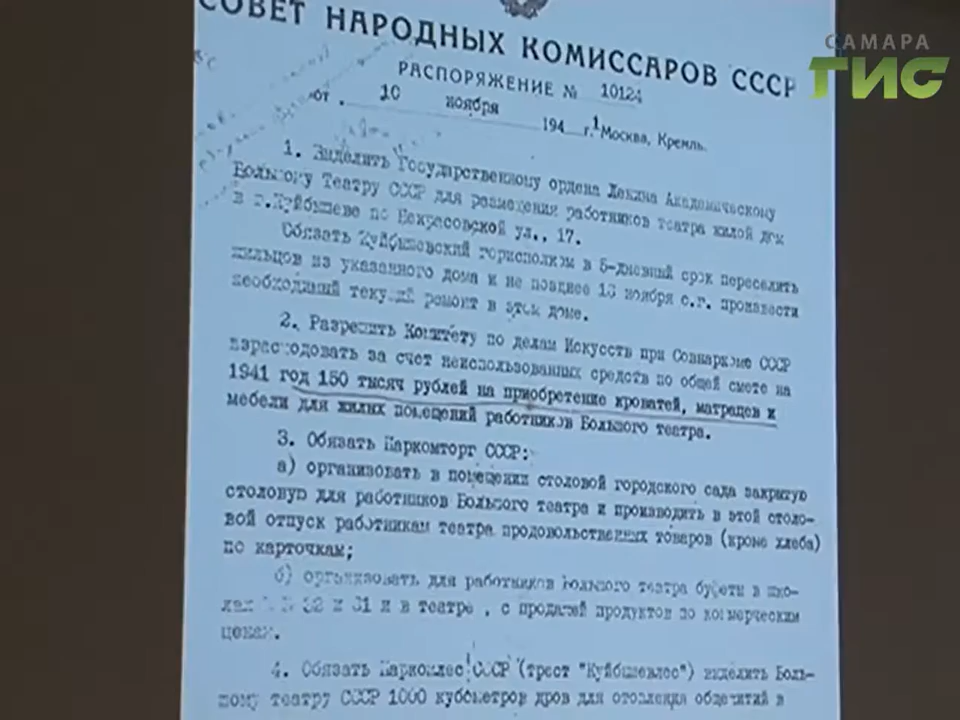 СОВЕТ НАРОДНЫХ КОМИССАРОВ СССР
САМАРА
ГИС
РАСПОРЯЖЕНИЕ № 10124
от . 10 ноября 1941 г. Москва, Кремль.
1. Выделить Государственному ордена Ленина Академическому
Большому Театру СССР для размещения работников театра жилой дом
в г.Куйбышеве по Некрасовской ул., 17.
Обязать Куйбышевский горисполком в 5-дневный срок переселить
жильцов из указанного дома и не позднее 18 ноября с.г. произвести
необходимый текущий ремонт в этом доме.
2. Разрешить Комитету по делам Искусств при Совнаркоме СССР
израсходовать за счет неиспользованных средств по общей смете на
1941 год 150 тысяч рублей на приобретение кроватей, матрацев и
мебели для жилых помещений работников Большого театра.
3. Обязать Наркомторг СССР:
а) организовать в помещении столовой городского сада закрытую
столовую для работников Большого театра и производить в этой столо-
вой отпуск работникам театра продовольственных товаров (кроме хлеба)
по карточкам;
б) организовать для работников Большого театра буфеты в шко-
лах 32 и 81 и в театре , с продажей продуктов по коммерческим
ценам.
4. Обязать Наркомлес СССР (трест "Куйбышевлес") выделить Боль-
шому театру СССР 1000 кубометров дров для отопления общежитий в